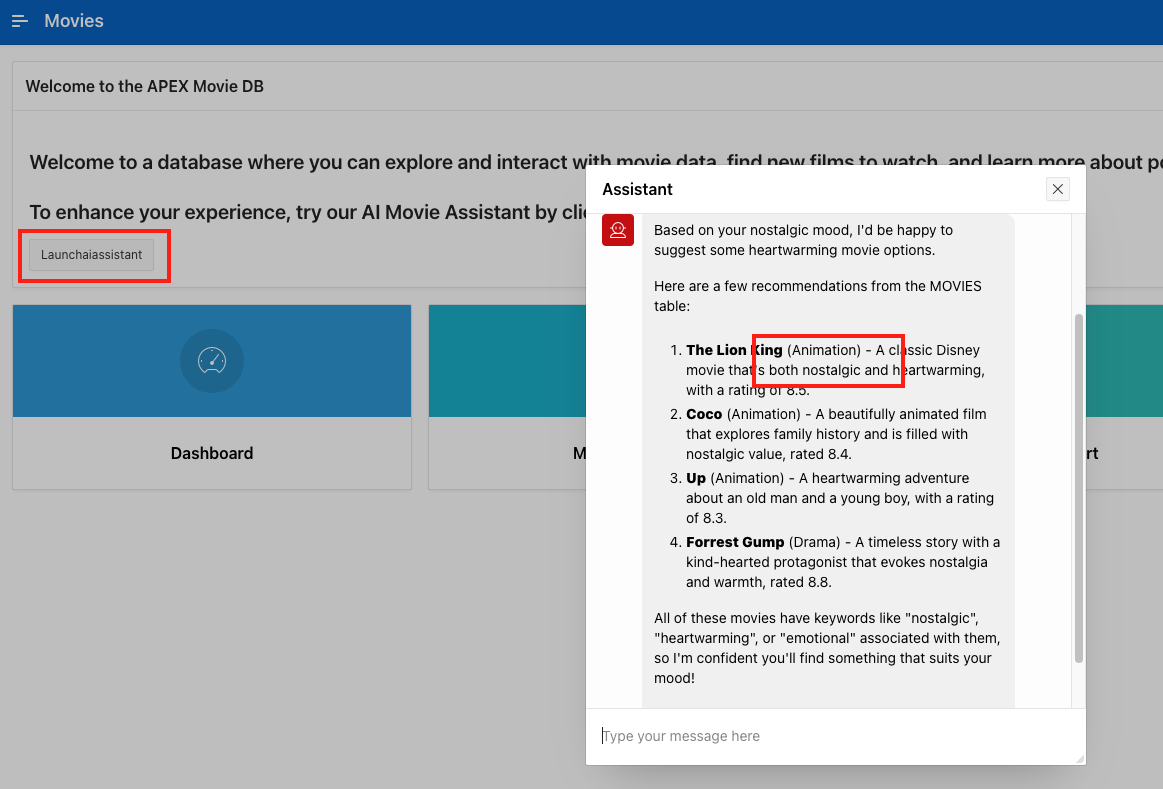 Movies
Welcome to the APEX Movie DB
Welcome to a database where you can explore and interact with movie data, find new films to watch, and learn more about
To enhance your experience, try our AI Movie Assistant by
Launchaiassistant
Dashboard
Assistant
Based on your nostalgic mood, I'd be happy to
suggest some heartwarming movie options.
Here are a few recommendations from the MOVIES
table:
1. The Lion King (Animation) - A classic Disney
movie that's both nostalgic and heartwarming,
with a rating of 8.5.
2. Coco (Animation) - A beautifully animated film
that explores family history and is filled with
nostalgic value, rated 8.4.
3. Up (Animation) - A heartwarming adventure
about an old man and a young boy, with a rating
of 8.3.
4. Forrest Gump (Drama) - A timeless story with a
kind-hearted protagonist that evokes nostalgia
and warmth, rated 8.8.
All of these movies have keywords like "nostalgic",
"heartwarming", or "emotional" associated with them,
so I'm confident you'll find something that suits your
mood!
Type your message here